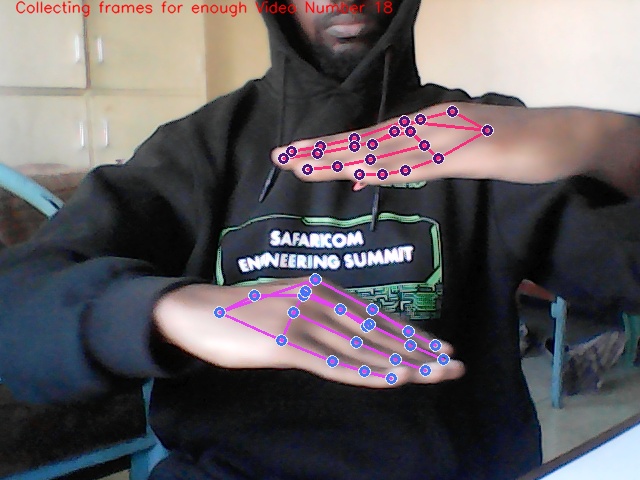 Collecting frames for enough Video Number 18
SAFARICOM
ENGINEERING SUMMIT